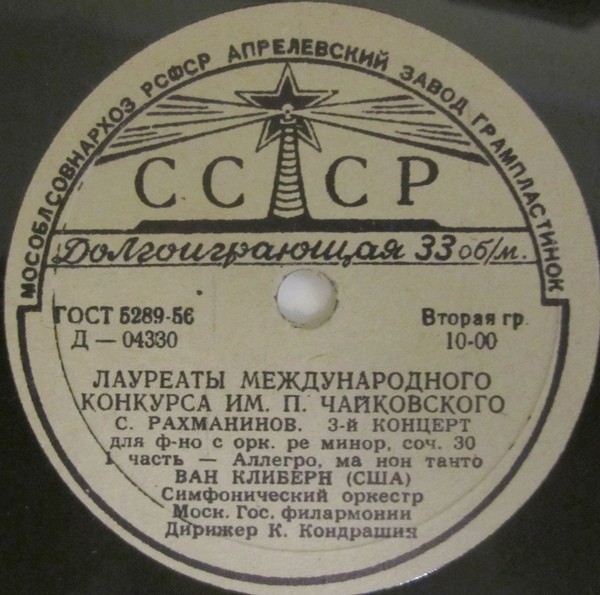 МОСОБЛСОВНАРХОЗ РСФСР АПРЕЛЕВСКИЙ ЗАВОД ГРАМПЛАСТИНОК
СССР
Долгоиграющая 33 об/м.
ГОСТ 5289-56
Д — 04330
Вторая гр.
10-00
ЛАУРЕАТЫ МЕЖДУНАРОДНОГО
КОНКУРСА ИМ. П. ЧАЙКОВСКОГО
С. РАХМАНИНОВ. 3-й КОНЦЕРТ
для ф-но с орк. ре минор, соч. 30
1 часть — Аллегро, ма нон танто
ВАН КЛИБЕРН (США)
Симфонический оркестр
Моск. Гос. филармонии
Дирижер К. Кондрашин